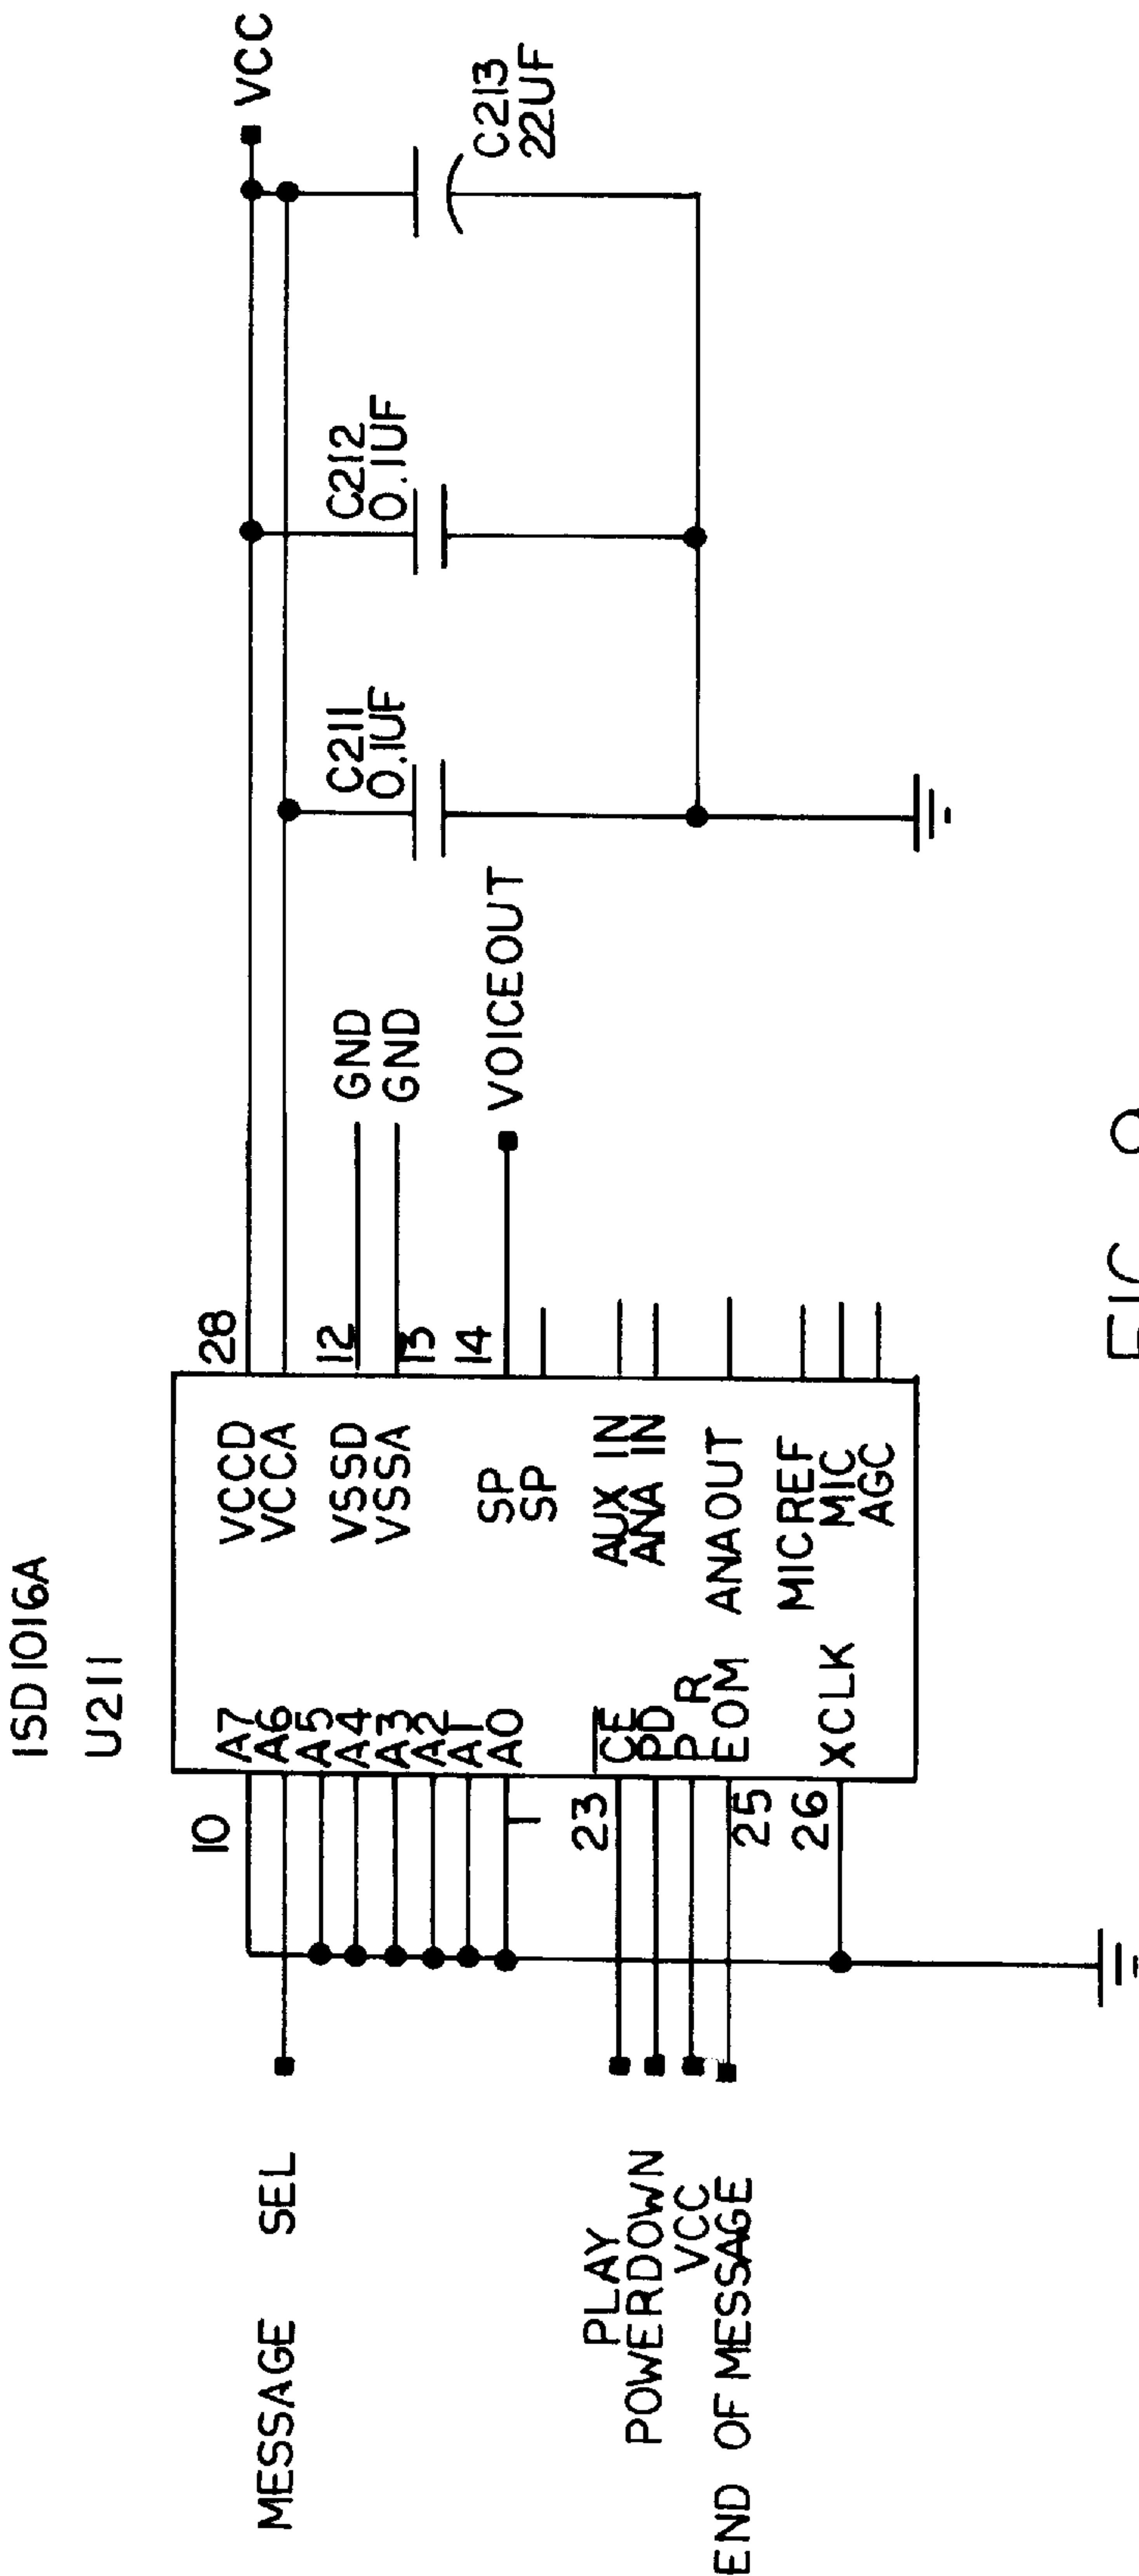 ISD1016A
U211
MESSAGE SEL
PLAY
POWERDOWN
VCC
END OF MESSAGE
10
1
23
25
26
A7
A6
A5
A4
A3
A2
A1
A0
CE
PD
P R
EOM
XCLK
VCCD
VCCA
VSSD
VSSA
SP
SP
AUX IN
ANA IN
ANAOUT
MICREF
MIC
AGC
28
12
13
14
GND
GND
VOICEOUT
C211
0.1UF
C212
0.1UF
C213
22UF
VCC